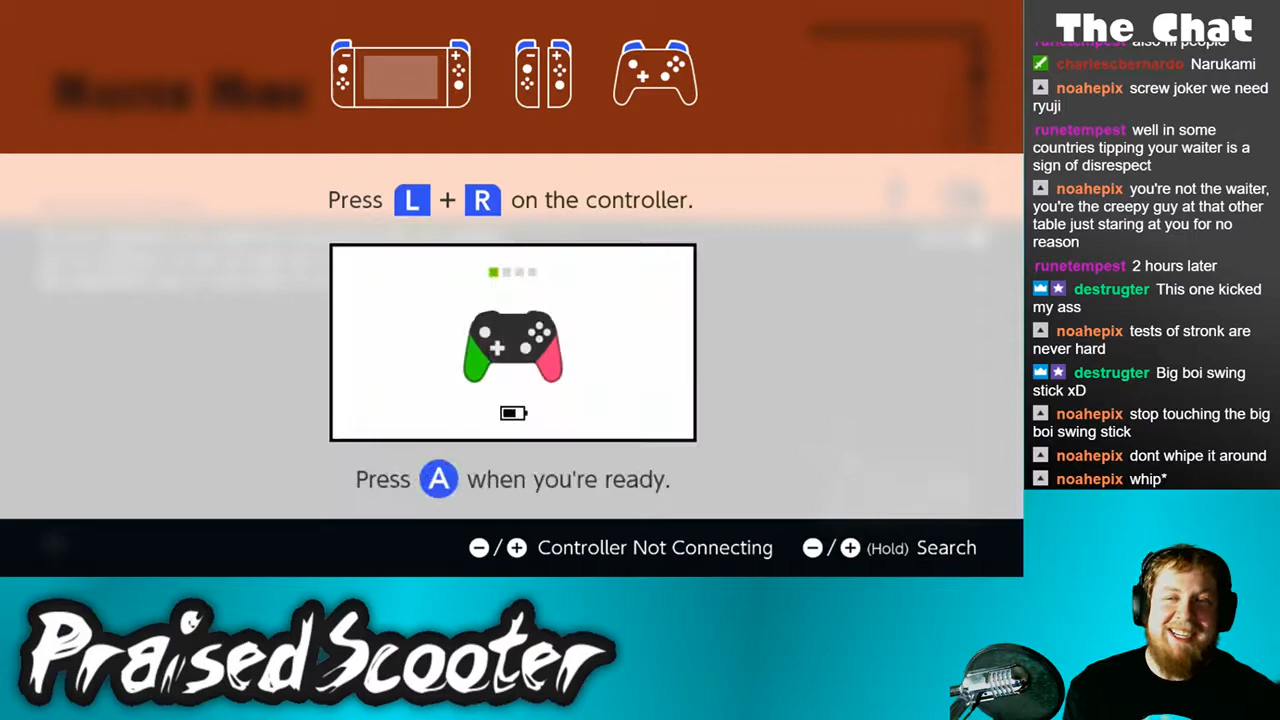 Press L + R on the controller.
Press A when you're ready.
−/+ Controller Not Connecting −/+ (Hold) Search
PraisedScooter
The Chat
runetempest also hi people
charlescbernardo Narukami
noahepix screw joker we need
ryuji
runetempest well in some
countries tipping your waiter is a
sign of disrespect
noahepix you're not the waiter,
you're the creepy guy at that other
table just staring at you for no
reason
runetempest 2 hours later
destrugter This one kicked
my ass
noahepix tests of stronk are
never hard
destrugter Big boi swing
stick xD
noahepix stop touching the big
boi swing stick
noahepix dont whipe it around
noahepix whip*